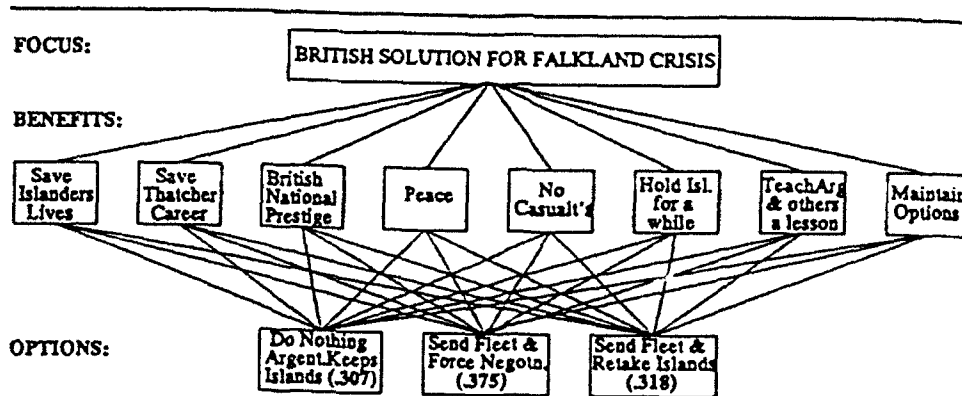 FOCUS:
BRITISH SOLUTION FOR FALKLAND CRISIS
BENEFITS:
Save
Islanders
Lives
Save
Thatcher
Career
British
National
Prestige
Peace
No
Casualt's
Hold Isl.
for a
while
TeachArg
& others
a lesson
Maintain
Options
OPTIONS:
Do Nothing
Argent.Keeps
Islands (.307)
Send Fleet &
Force Negotn.
(.375)
Send Fleet &
Retake Islands
(.318)